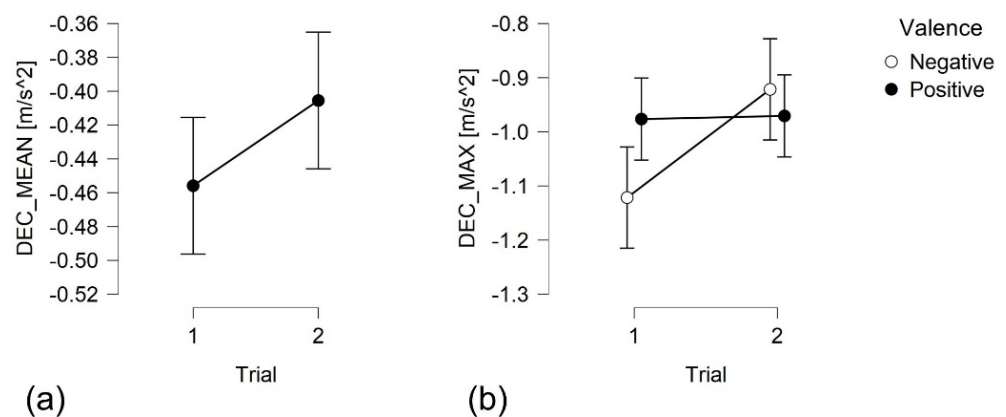 DEC_MEAN [m/s^2]
-0.36
-0.38
-0.40
-0.42
-0.44
-0.46
-0.48
-0.50
-0.52
1 2
Trial
(a)
DEC_MAX [m/s^2]
-0.8
-0.9
-1.0
-1.1
-1.2
-1.3
1 2
Trial
(b)
Valence
Negative
Positive